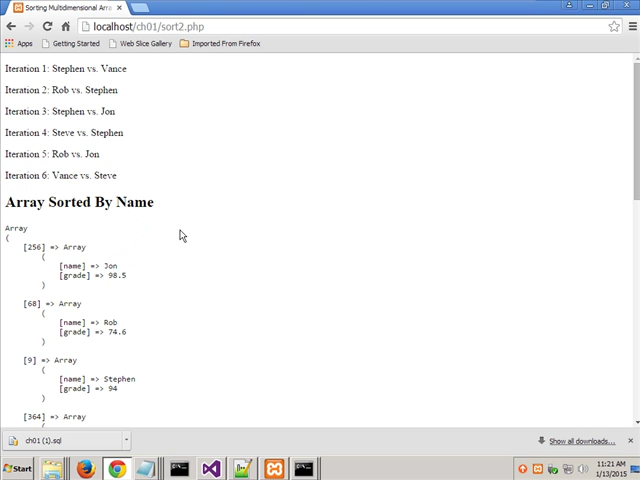 Sorting Multidimensional Arra
localhost/ch01/sort2.php
Apps Getting Started Web Slice Gallery Imported From Firefox
Iteration 1: Stephen vs. Vance
Iteration 2: Rob vs. Stephen
Iteration 3: Stephen vs. Jon
Iteration 4: Steve vs. Stephen
Iteration 5: Rob vs. Jon
Iteration 6: Vance vs. Steve
Array Sorted By Name
Array
(
[256] => Array
(
[name] => Jon
[grade] => 98.5
)
[68] => Array
(
[name] => Rob
[grade] => 74.6
)
[9] => Array
(
[name] => Stephen
[grade] => 94
)
[364] => Array
(
ch01 (1).sql
Show all downloads...
Start
11:21 AM
1/13/2015